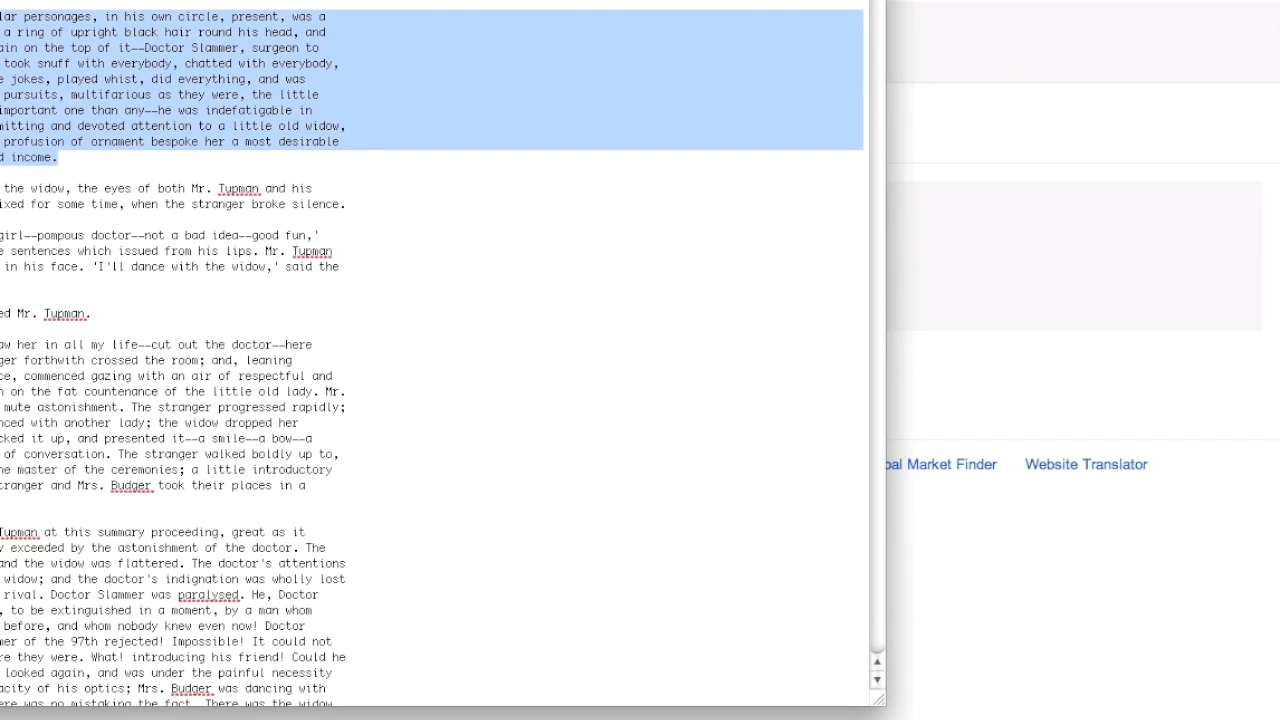 lar personages, in his own circle, present, was a
a ring of upright black hair round his head, and
ain on the top of it--Doctor Slammer, surgeon to
took snuff with everybody, chatted with everybody,
e jokes, played whist, did everything, and was
pursuits, multifarious as they were, the little
important one than any--he was indefatigable in
mitting and devoted attention to a little old widow,
profusion of ornament bespoke her a most desirable
d income.
the widow, the eyes of both Mr. Tupman and his
ixed for some time, when the stranger broke silence.
girl--pompous doctor--not a bad idea--good fun,'
e sentences which issued from his lips. Mr. Tupman
in his face. 'I'll dance with the widow,' said the
ed Mr. Tupman.
aw her in all my life--cut out the doctor--here
ger forthwith crossed the room; and, leaning
ce, commenced gazing with an air of respectful and
n on the fat countenance of the little old lady. Mr.
mute astonishment. The stranger progressed rapidly;
nced with another lady; the widow dropped her
cked it up, and presented it--a smile--a bow--a
of conversation. The stranger walked boldly up to,
he master of the ceremonies; a little introductory
tranger and Mrs. Budger took their places in a
Tupman at this summary proceeding, great as it
y exceeded by the astonishment of the doctor. The
and the widow was flattered. The doctor's attentions
widow; and the doctor's indignation was wholly lost
rival. Doctor Slammer was paralysed. He, Doctor
, to be extinguished in a moment, by a man whom
before, and whom nobody knew even now! Doctor
mer of the 97th rejected! Impossible! It could not
re they were. What! introducing his friend! Could he
looked again, and was under the painful necessity
acity of his optics; Mrs. Budger was dancing with
ere was no mistaking the fact. There was the widow
bal Market Finder Website Translator